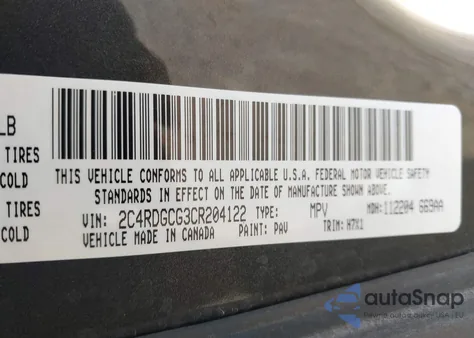 LB
TIRES
COLD
TIRES
COLD
THIS VEHICLE CONFORMS TO ALL APPLICABLE U.S.A. FEDERAL MOTOR VEHICLE SAFETY
STANDARDS IN EFFECT ON THE DATE OF MANUFACTURE SHOWN ABOVE.
VIN: 2C4RDGCG3CR204122 TYPE: MPV MDH: 112204 669AA
VEHICLE MADE IN CANADA PAINT: PAV TRIM: H7X1
autoSnap